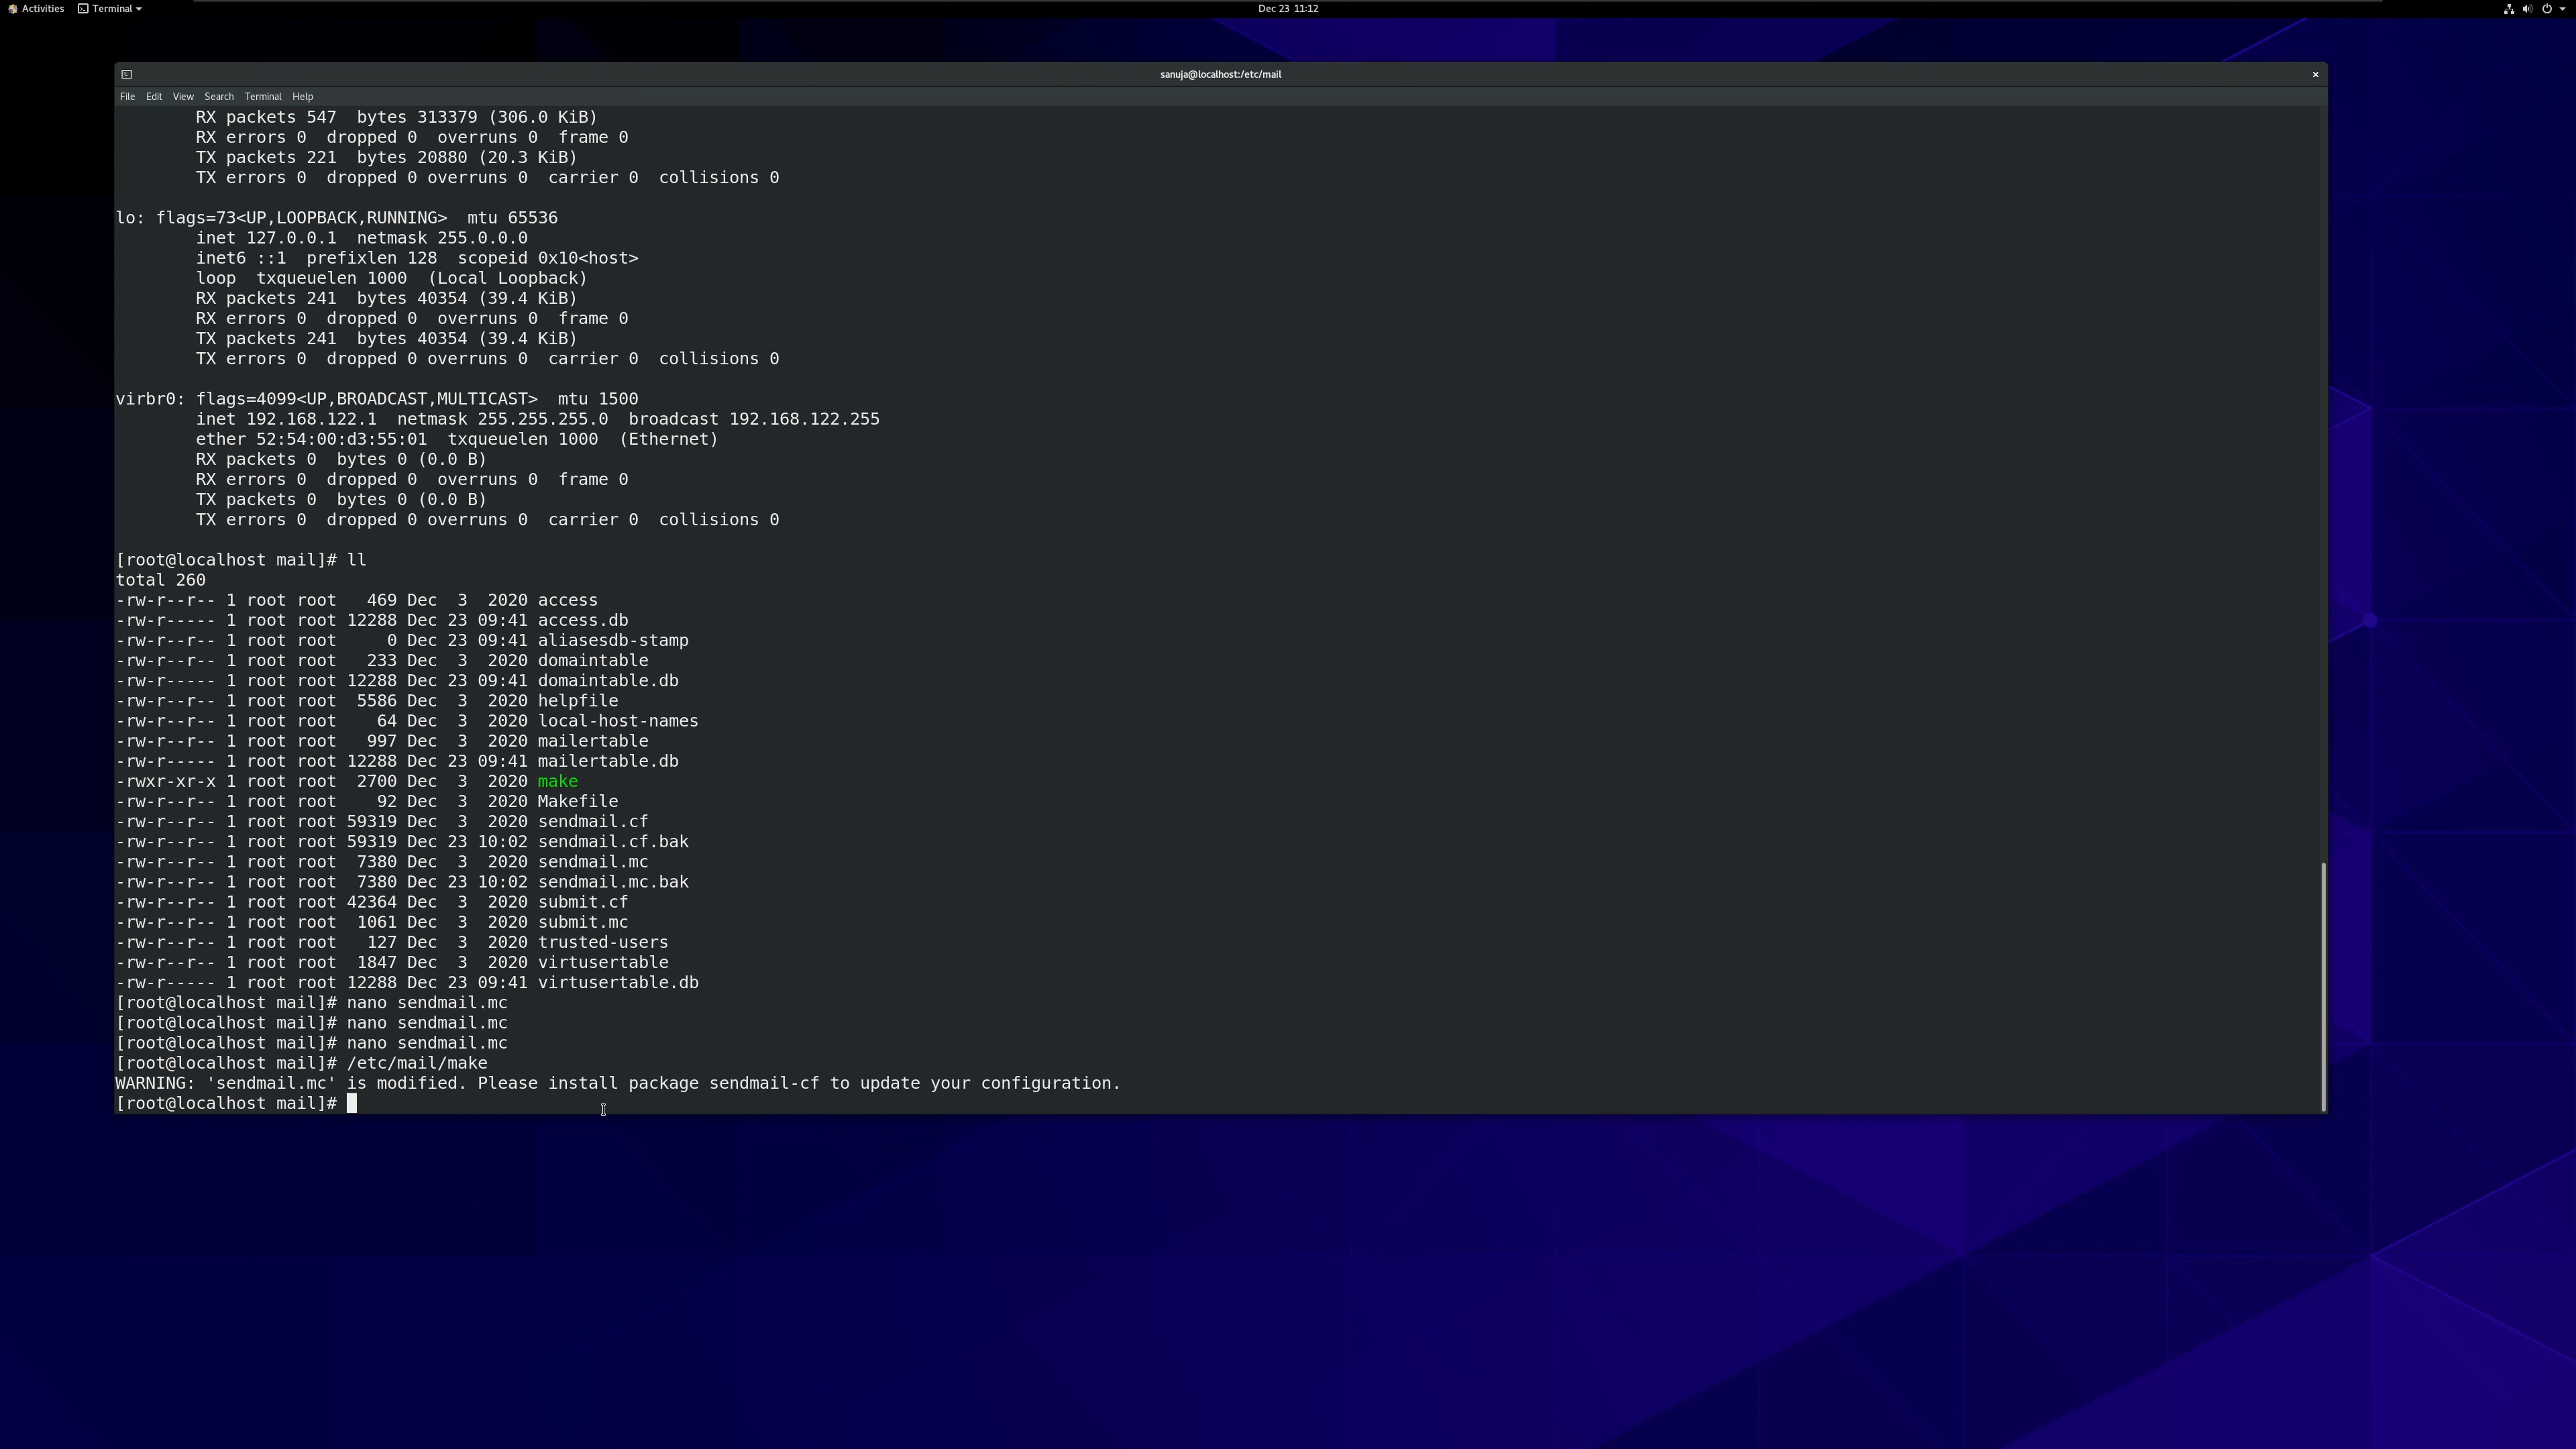 Activities Terminal Dec 23 11:12
sanuja@localhost:/etc/mail ×
File Edit View Search Terminal Help
        RX packets 547  bytes 313379 (306.0 KiB)
        RX errors 0  dropped 0  overruns 0  frame 0
        TX packets 221  bytes 20880 (20.3 KiB)
        TX errors 0  dropped 0 overruns 0  carrier 0  collisions 0
lo: flags=73<UP,LOOPBACK,RUNNING>  mtu 65536
        inet 127.0.0.1  netmask 255.0.0.0
        inet6 ::1  prefixlen 128  scopeid 0x10<host>
        loop  txqueuelen 1000  (Local Loopback)
        RX packets 241  bytes 40354 (39.4 KiB)
        RX errors 0  dropped 0  overruns 0  frame 0
        TX packets 241  bytes 40354 (39.4 KiB)
        TX errors 0  dropped 0 overruns 0  carrier 0  collisions 0
virbr0: flags=4099<UP,BROADCAST,MULTICAST>  mtu 1500
        inet 192.168.122.1  netmask 255.255.255.0  broadcast 192.168.122.255
        ether 52:54:00:d3:55:01  txqueuelen 1000  (Ethernet)
        RX packets 0  bytes 0 (0.0 B)
        RX errors 0  dropped 0  overruns 0  frame 0
        TX packets 0  bytes 0 (0.0 B)
        TX errors 0  dropped 0 overruns 0  carrier 0  collisions 0
[root@localhost mail]# ll
total 260
-rw-r--r-- 1 root root   469 Dec  3  2020 access
-rw-r----- 1 root root 12288 Dec 23 09:41 access.db
-rw-r--r-- 1 root root     0 Dec 23 09:41 aliasesdb-stamp
-rw-r--r-- 1 root root   233 Dec  3  2020 domaintable
-rw-r----- 1 root root 12288 Dec 23 09:41 domaintable.db
-rw-r--r-- 1 root root  5586 Dec  3  2020 helpfile
-rw-r--r-- 1 root root    64 Dec  3  2020 local-host-names
-rw-r--r-- 1 root root   997 Dec  3  2020 mailertable
-rw-r----- 1 root root 12288 Dec 23 09:41 mailertable.db
-rwxr-xr-x 1 root root  2700 Dec  3  2020 make
-rw-r--r-- 1 root root    92 Dec  3  2020 Makefile
-rw-r--r-- 1 root root 59319 Dec  3  2020 sendmail.cf
-rw-r--r-- 1 root root 59319 Dec 23 10:02 sendmail.cf.bak
-rw-r--r-- 1 root root  7380 Dec  3  2020 sendmail.mc
-rw-r--r-- 1 root root  7380 Dec 23 10:02 sendmail.mc.bak
-rw-r--r-- 1 root root 42364 Dec  3  2020 submit.cf
-rw-r--r-- 1 root root  1061 Dec  3  2020 submit.mc
-rw-r--r-- 1 root root   127 Dec  3  2020 trusted-users
-rw-r--r-- 1 root root  1847 Dec  3  2020 virtusertable
-rw-r----- 1 root root 12288 Dec 23 09:41 virtusertable.db
[root@localhost mail]# nano sendmail.mc
[root@localhost mail]# nano sendmail.mc
[root@localhost mail]# nano sendmail.mc
[root@localhost mail]# /etc/mail/make
WARNING: 'sendmail.mc' is modified. Please install package sendmail-cf to update your configuration.
[root@localhost mail]#